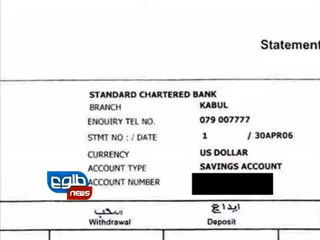 Statement
STANDARD CHARTERED BANK
BRANCH KABUL
ENQUIRY TEL NO. 079 007777
STMT NO : / DATE 1 / 30APR06
CURRENCY US DOLLAR
ACCOUNT TYPE SAVINGS ACCOUNT
ACCOUNT NUMBER
طلوع
NEWS
سحب ايداع
Withdrawal Deposit